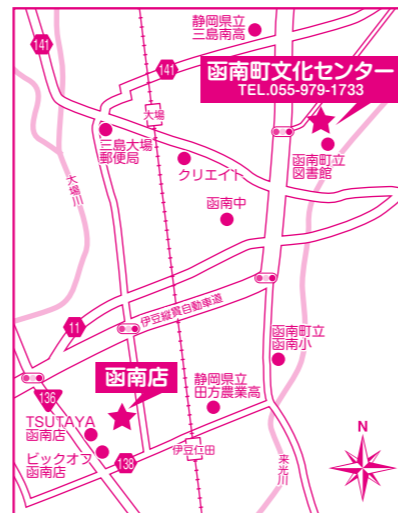 静岡県立
三島南高
141
141
函南町文化センター
TEL.055-979-1733
大場
三島大場
郵便局
クリエイト
函南町立
図書館
大場川
函南中
伊豆縦貫自動車道
11
函南町立
函南小
136
函南店
静岡県立
田方農業高
TSUTAYA
函南店
ビックオフ
函南店
138
伊豆仁田
来光川
N